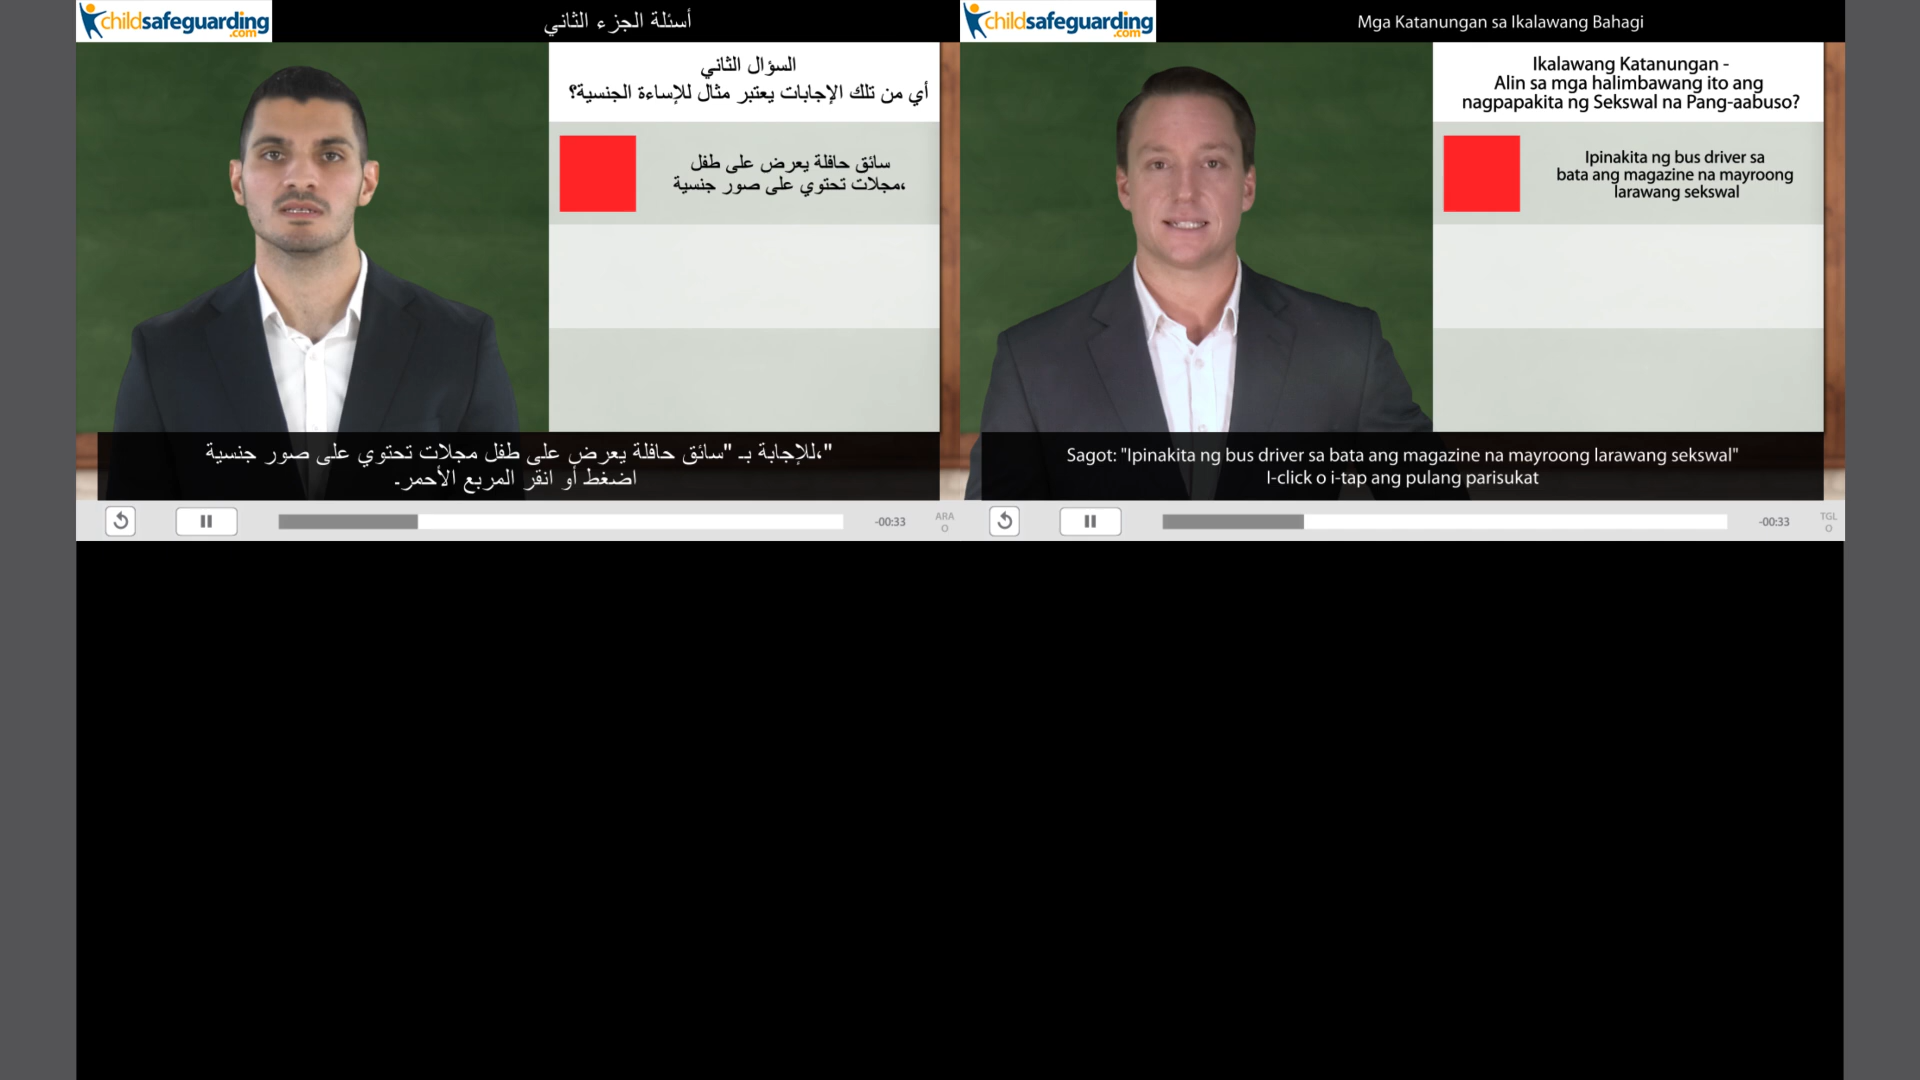 childsafeguarding
.com
أسئلة الجزء الثاني
السؤال الثاني
أي من تلك الإجابات يعتبر مثال للإساءة الجنسية؟
سائق حافلة يعرض على طفل
مجلات تحتوي على صور جنسية،
للإجابة بـ "سائق حافلة يعرض على طفل مجلات تحتوي على صور جنسية،"
اضغط أو انقر المربع الأحمر.
-00:33
ARA
O
childsafeguarding
.com
Mga Katanungan sa Ikalawang Bahagi
Ikalawang Katanungan -
Alin sa mga halimbawang ito ang
nagpapakita ng Sekswal na Pang-aabuso?
Ipinakita ng bus driver sa
bata ang magazine na mayroong
larawang sekswal
Sagot: "Ipinakita ng bus driver sa bata ang magazine na mayroong larawang sekswal"
I-click o i-tap ang pulang parisukat
-00:33
TGL
O